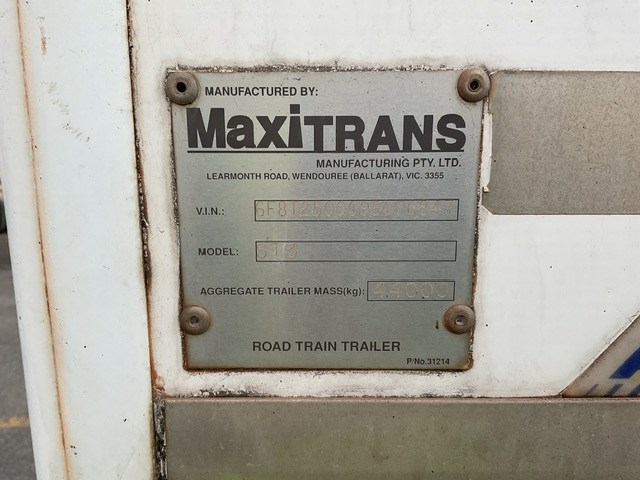 MANUFACTURED BY:
MaxiTRANS
MANUFACTURING PTY. LTD.
LEARMONTH ROAD, WENDOUREE (BALLARAT), VIC. 3355
V.I.N.:
MODEL:
AGGREGATE TRAILER MASS(kg): 44000
ROAD TRAIN TRAILER
P/No.31214